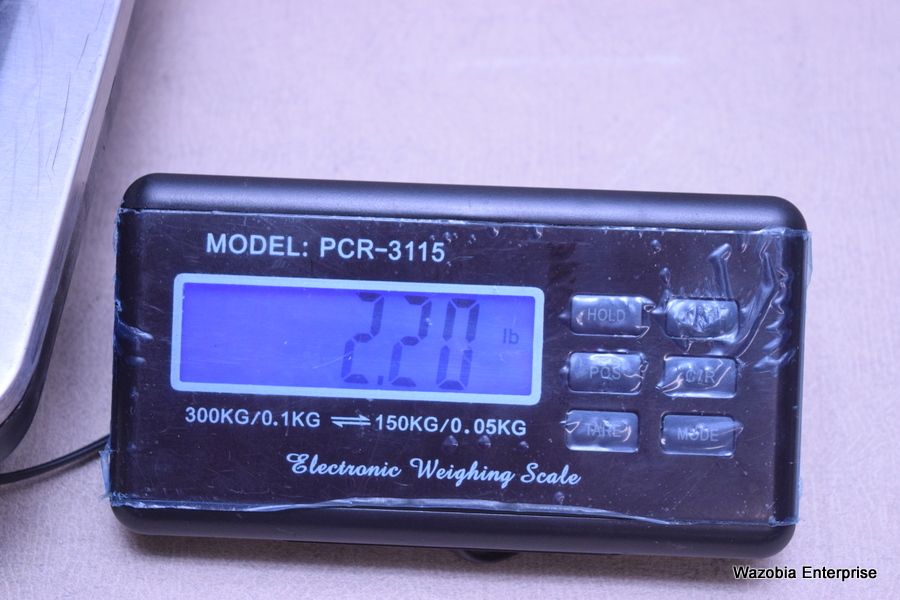 MODEL: PCR-3115
2.20 lb
HOLD
POS
TARE
MODE
300KG/0.1KG ⇌ 150KG/0.05KG
Electronic Weighing Scale
Wazobia Enterprise